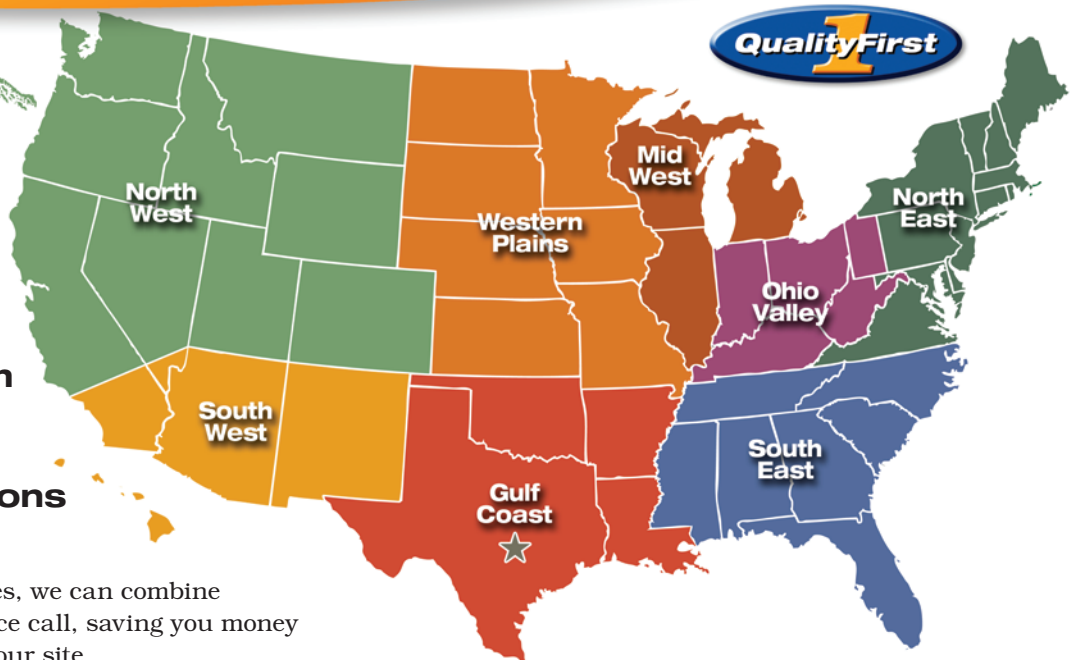 QualityFirst
1
North
West
Western
Plains
Mid
West
North
East
Ohio
Valley
South
West
South
East
Gulf
Coast
n
ons
es, we can combine
ce call, saving you money
our site